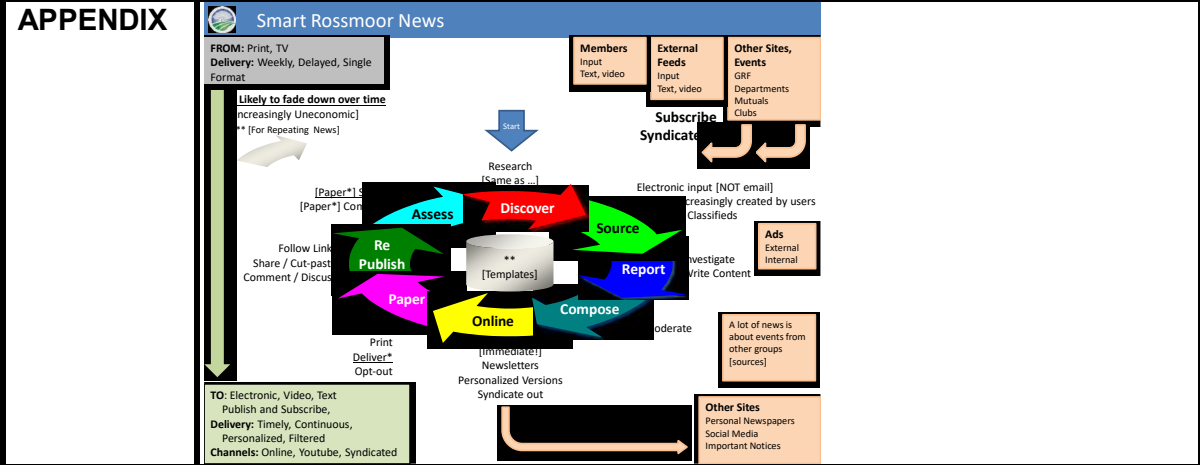 APPENDIX
Smart Rossmoor News
FROM: Print, TV
Delivery: Weekly, Delayed, Single
Format
Likely to fade down over time
ncreasingly Uneconomic]
** [For Repeating News]
Members
Input
Text, video
External
Feeds
Input
Text, video
Other Sites,
Events
GRF
Departments
Mutuals
Clubs
Subscribe
Syndicate
Start
Research
[Same as …]
[Paper*] S
[Paper*] Com
Electronic input [NOT email]
creasingly created by users
Classifieds
Assess
Discover
Source
Report
Compose
Online
Paper
Re
Publish
**
[Templates]
Follow Link
Share / Cut-past
Comment / Discus
nvestigate
Write Content
Ads
External
Internal
oderate
A lot of news is
about events from
other groups
[sources]
Print
Deliver*
Opt-out
[Immediate!]
Newsletters
Personalized Versions
Syndicate out
TO: Electronic, Video, Text
Publish and Subscribe,
Delivery: Timely, Continuous,
Personalized, Filtered
Channels: Online, Youtube, Syndicated
Other Sites
Personal Newspapers
Social Media
Important Notices